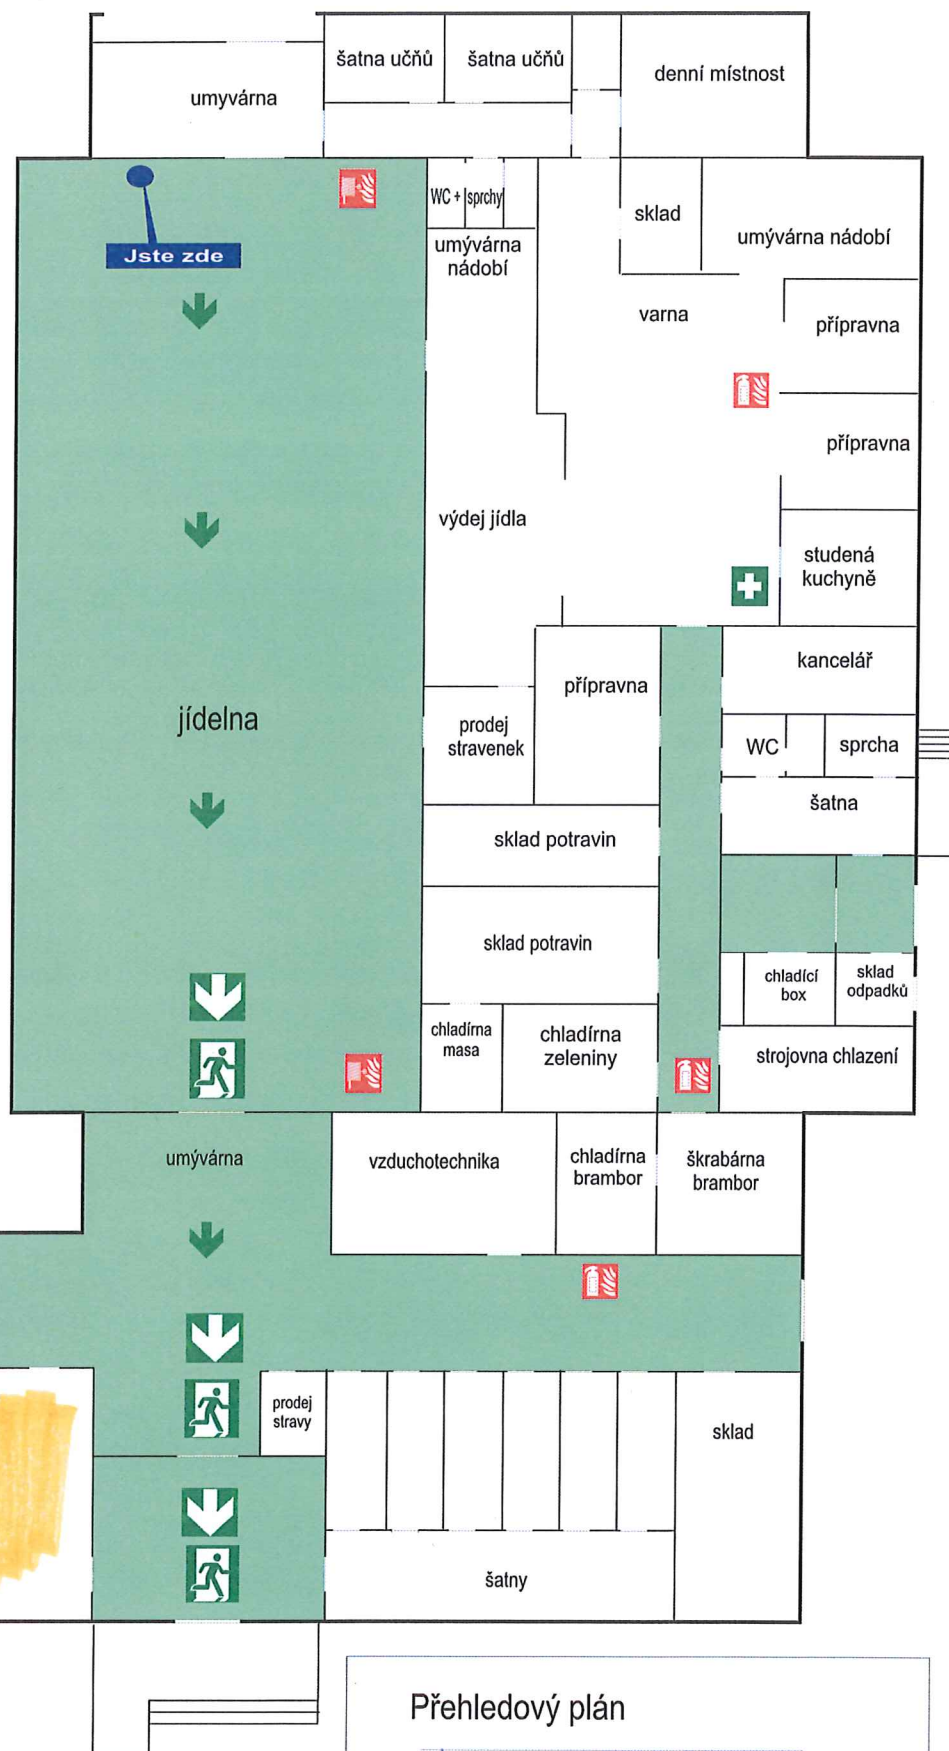 šatna učňů
šatna učňů
denní místnost
umyvárna
WC +
sprchy
sklad
umývárna nádobí
umývárna
nádobí
Jste zde
varna
přípravna
přípravna
výdej jídla
studená
kuchyně
kancelář
přípravna
jídelna
prodej
stravenek
WC
sprcha
šatna
sklad potravin
sklad potravin
chladící
box
sklad
odpadků
chladírna
masa
chladírna
zeleniny
strojovna chlazení
umývárna
vzduchotechnika
chladírna
brambor
škrabárna
brambor
prodej
stravy
sklad
šatny
Přehledový plán